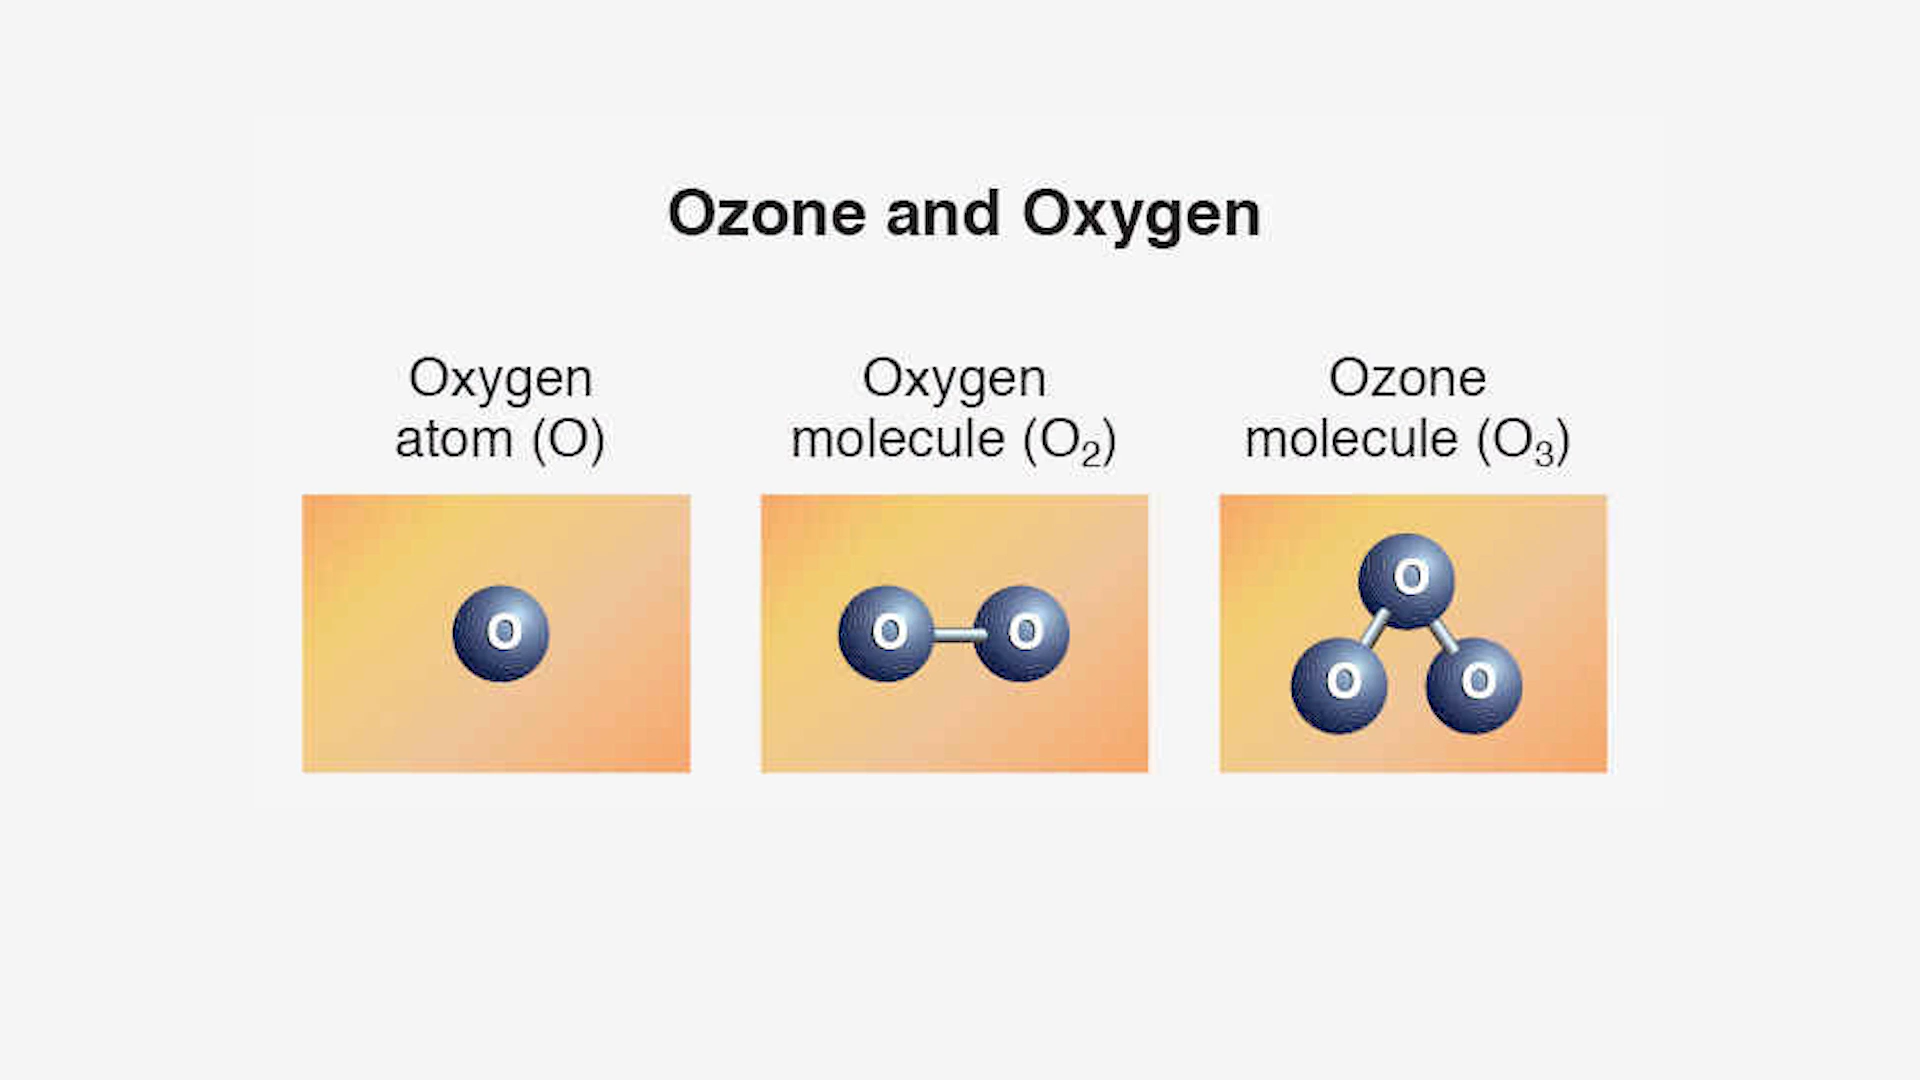 Ozone and Oxygen
Oxygen
atom (O)
Oxygen
molecule (O₂)
Ozone
molecule (O₃)
O
O O
O
O O